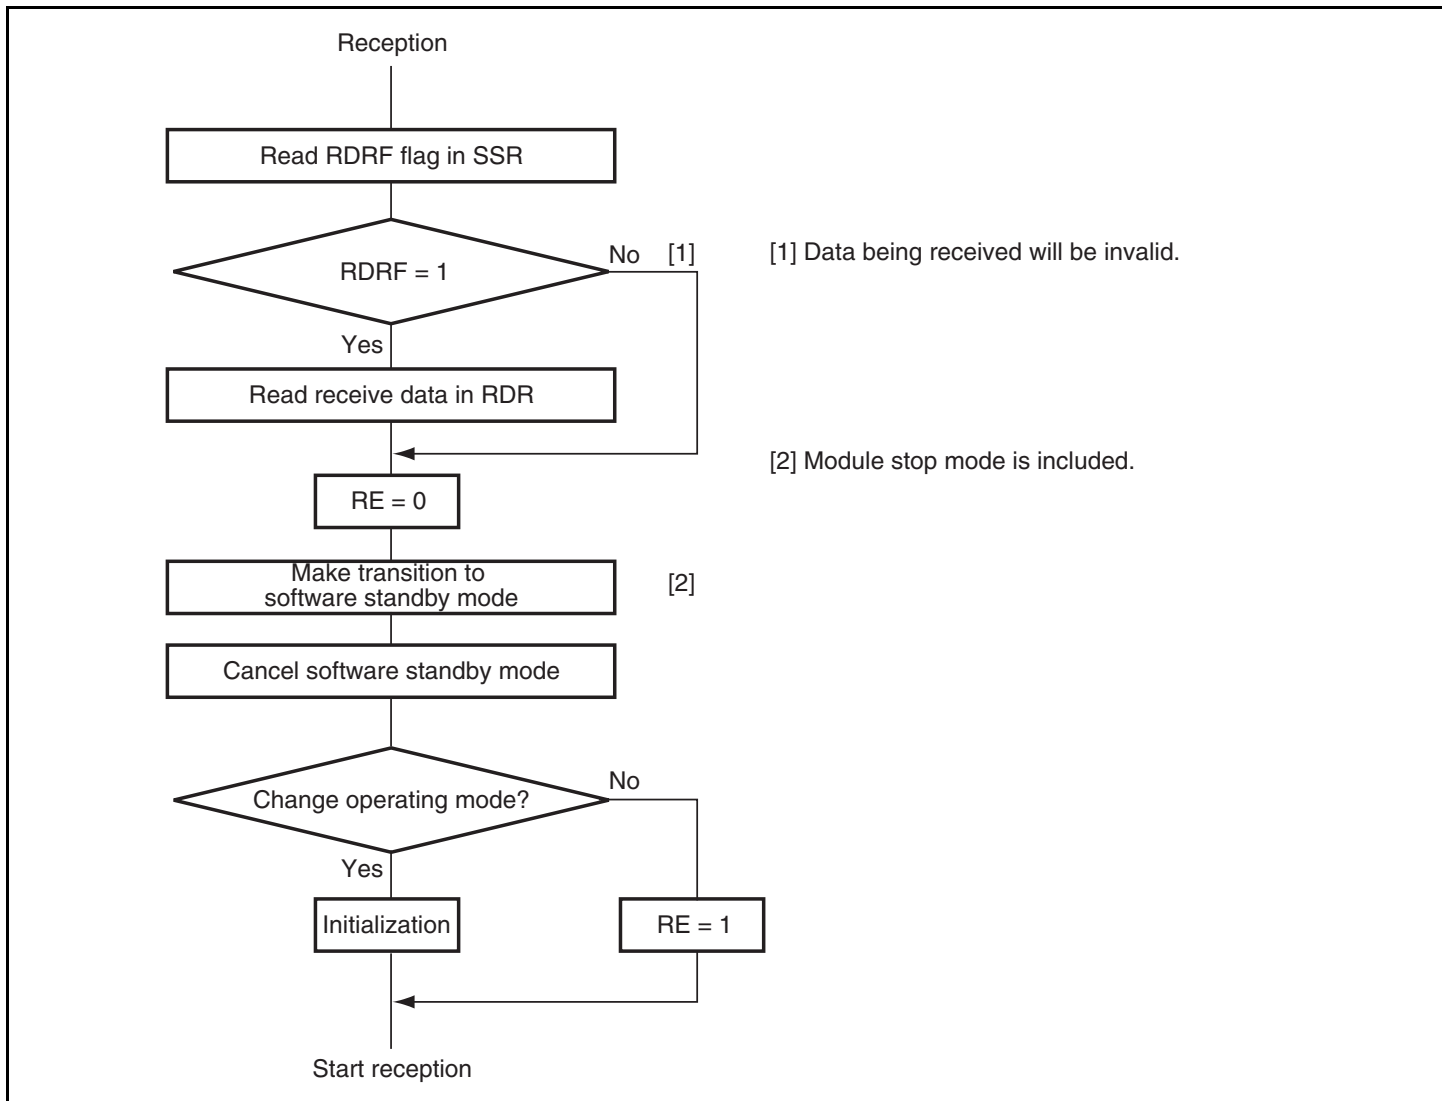 Reception
Read RDRF flag in SSR
No [1]
[1] Data being received will be invalid.
RDRF = 1
Yes
Read receive data in RDR
[2] Module stop mode is included.
RE = 0
Make transition to
software standby mode
[2]
Cancel software standby mode
No
Change operating mode?
Yes
Initialization
RE = 1
Start reception